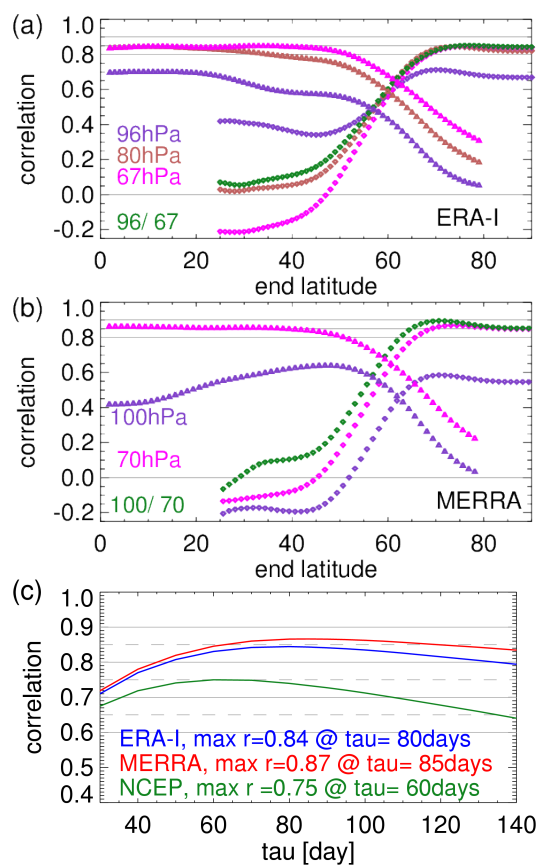 (a)
1.0
0.8
0.6
0.4
0.2
0.0
-0.2
correlation
96hPa
80hPa
67hPa
96/ 67
ERA-I
0 20 40 60 80
end latitude
(b)
1.0
0.8
0.6
0.4
0.2
0.0
-0.2
correlation
100hPa
70hPa
100/ 70
MERRA
0 20 40 60 80
end latitude
(c)
1.0
0.9
0.8
0.7
0.6
0.5
0.4
correlation
ERA-I, max r=0.84 @ tau= 80days
MERRA, max r=0.87 @ tau= 85days
NCEP, max r =0.75 @ tau= 60days
40 60 80 100 120 140
tau [day]